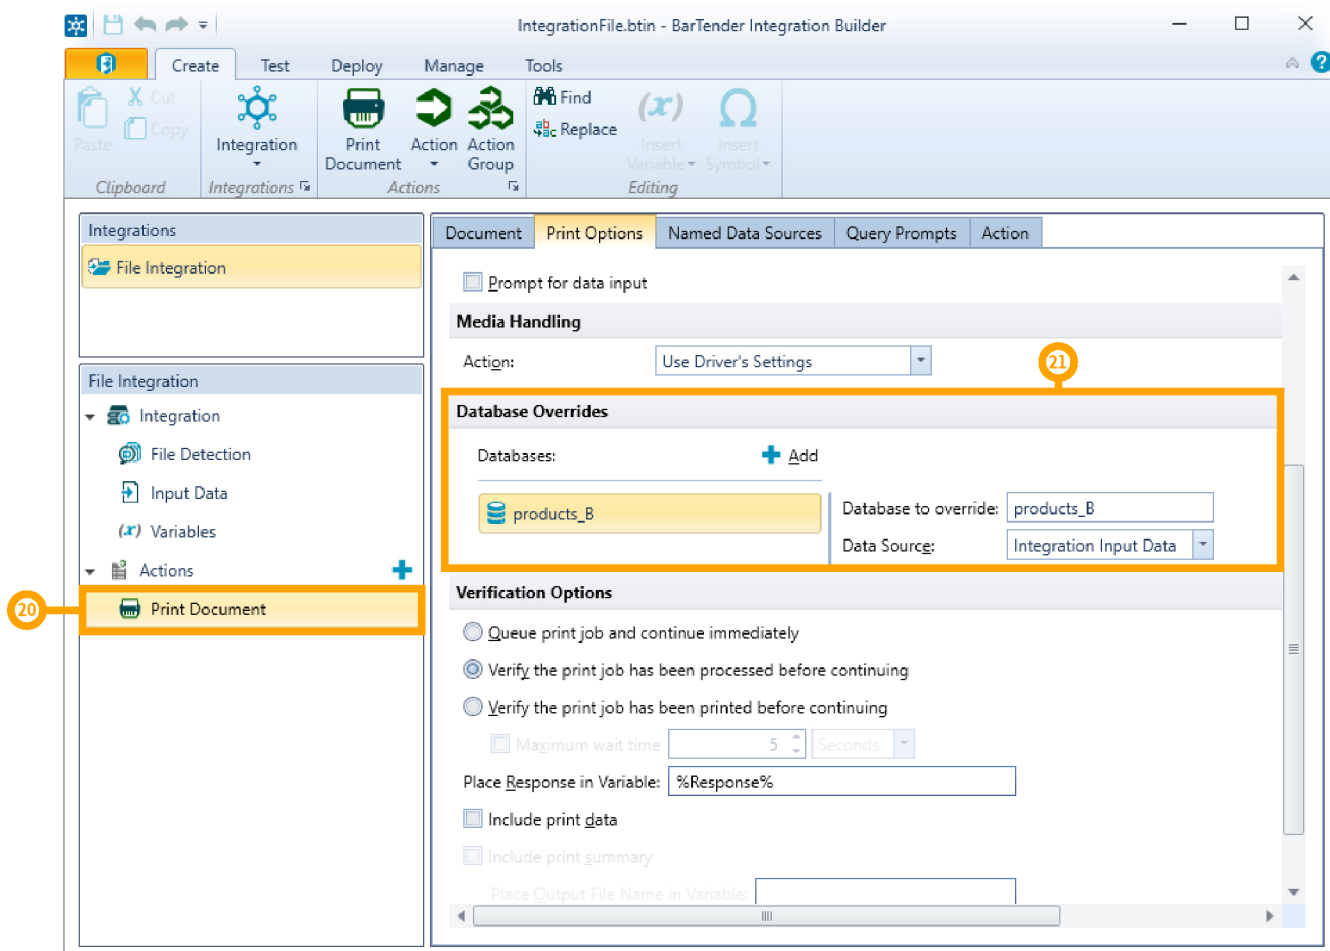 IntegrationFile.btin - BarTender Integration Builder
Create Test Deploy Manage Tools
?
Paste
Cut
Copy
Clipboard
Integration
Integrations
Print
Document
Action
Action
Group
Actions
Find
Replace
(x)
Insert
Variable
Ω
Insert
Symbol
Editing
Integrations
File Integration
File Integration
Integration
File Detection
Input Data
(x) Variables
Actions
20
Print Document
Document Print Options Named Data Sources Query Prompts Action
Prompt for data input
Media Handling
Action: Use Driver's Settings
21
Database Overrides
Databases: Add
products_B
Database to override: products_B
Data Source: Integration Input Data
Verification Options
Queue print job and continue immediately
Verify the print job has been processed before continuing
Verify the print job has been printed before continuing
Maximum wait time 5 Seconds
Place Response in Variable: %Response%
Include print data
Include print summary
Place Output File Name in Variable: